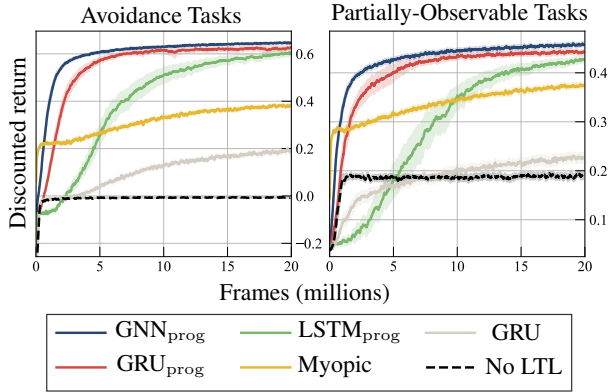 Avoidance Tasks
Partially-Observable Tasks
Discounted return
0.6
0.4
0.2
0.0
−0.2
0.4
0.3
0.2
0.1
0 5 10 15 20
0 5 10 15 20
Frames (millions)
GNNprog LSTMprog GRU
GRUprog Myopic No LTL